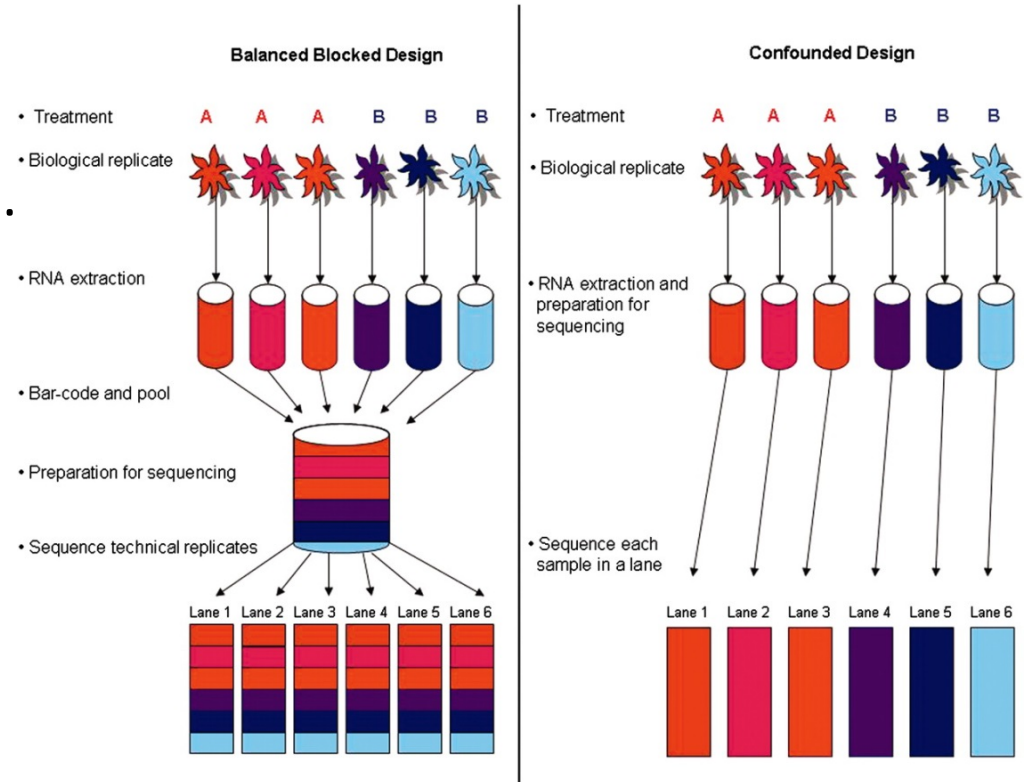 Balanced Blocked Design
• Treatment
A A A B B B
• Biological replicate
•
• RNA extraction
• Bar-code and pool
• Preparation for sequencing
• Sequence technical replicates
Lane 1 Lane 2 Lane 3 Lane 4 Lane 5 Lane 6
Confounded Design
• Treatment
A A A B B B
• Biological replicate
• RNA extraction and
preparation for
sequencing
• Sequence each
sample in a lane
Lane 1 Lane 2 Lane 3 Lane 4 Lane 5 Lane 6